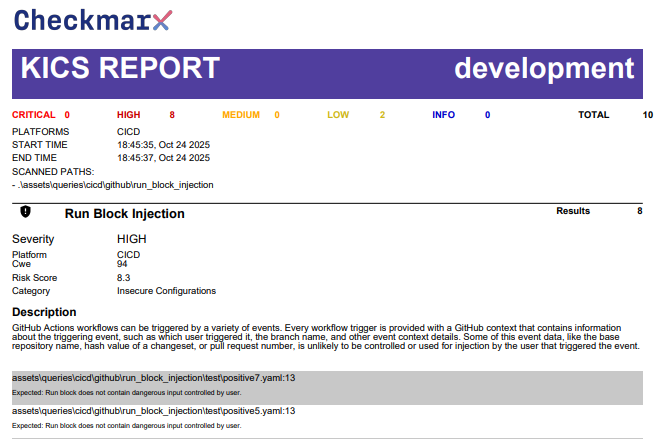 Checkmarx
KICS REPORT development
CRITICAL 0 HIGH 8 MEDIUM 0 LOW 2 INFO 0 TOTAL 10
PLATFORMS CICD
START TIME 18:45:35, Oct 24 2025
END TIME 18:45:37, Oct 24 2025
SCANNED PATHS:
- .\assets\queries\cicd\github\run_block_injection
Run Block Injection Results 8
Severity HIGH
Platform CICD
Cwe 94
Risk Score 8.3
Category Insecure Configurations
Description
GitHub Actions workflows can be triggered by a variety of events. Every workflow trigger is provided with a GitHub context that contains information
about the triggering event, such as which user triggered it, the branch name, and other event context details. Some of this event data, like the base
repository name, hash value of a changeset, or pull request number, is unlikely to be controlled or used for injection by the user that triggered the event.
assets\queries\cicd\github\run_block_injection\test\positive7.yaml:13
Expected: Run block does not contain dangerous input controlled by user.
assets\queries\cicd\github\run_block_injection\test\positive5.yaml:13
Expected: Run block does not contain dangerous input controlled by user.